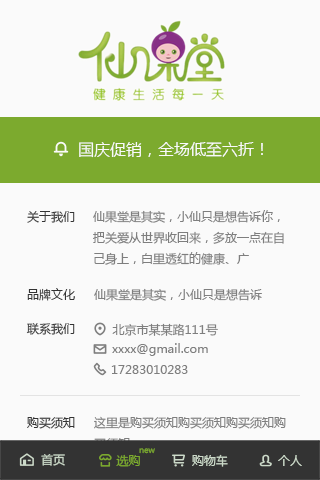 仙果堂
健康生活每一天
国庆促销，全场低至六折！
关于我们 仙果堂是其实，小仙只是想告诉你，
把关爱从世界收回来，多放一点在自
己身上，白里透红的健康、广
品牌文化 仙果堂是其实，小仙只是想告诉
联系我们 北京市某某路111号
xxxx@gmail.com
17283010283
购买须知 这里是购买须知购买须知购买须知购
买须知
首页 选购 new 购物车 个人